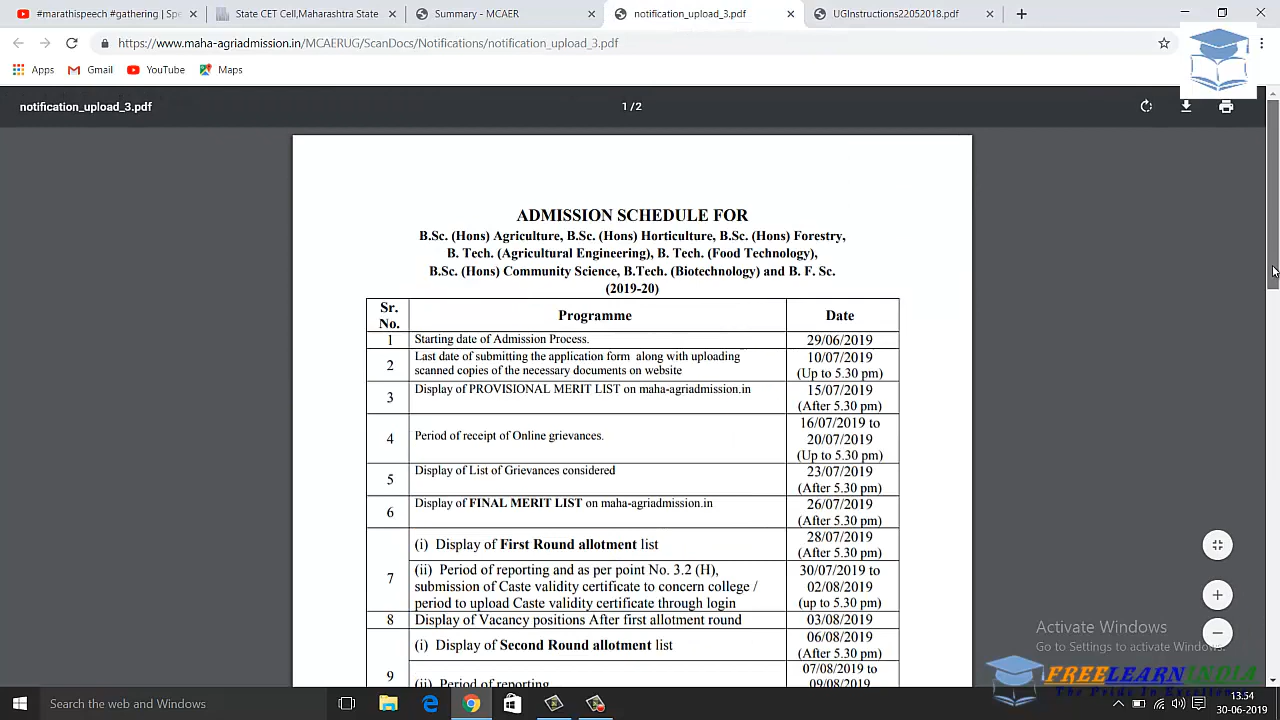 #marathispeech #gathering | Spe
State CET Cell,Maharashtra State
Summary - MCAER
notification_upload_3.pdf
UGInstructions22052018.pdf
https://www.maha-agriadmission.in/MCAERUG/ScanDocs/Notifications/notification_upload_3.pdf
Apps
Gmail
YouTube
Maps
notification_upload_3.pdf
1 / 2
ADMISSION SCHEDULE FOR
B.Sc. (Hons) Agriculture, B.Sc. (Hons) Horticulture, B.Sc. (Hons) Forestry,
B. Tech. (Agricultural Engineering), B. Tech. (Food Technology),
B.Sc. (Hons) Community Science, B.Tech. (Biotechnology) and B. F. Sc.
(2019-20)
Sr. No.
Programme
Date
1
Starting date of Admission Process.
29/06/2019
2
Last date of submitting the application form along with uploading
scanned copies of the necessary documents on website
10/07/2019
(Up to 5.30 pm)
3
Display of PROVISIONAL MERIT LIST on maha-agriadmission.in
15/07/2019
(After 5.30 pm)
4
Period of receipt of Online grievances.
16/07/2019 to
20/07/2019
(Up to 5.30 pm)
5
Display of List of Grievances considered
23/07/2019
(After 5.30 pm)
6
Display of FINAL MERIT LIST on maha-agriadmission.in
26/07/2019
(After 5.30 pm)
7
(i) Display of First Round allotment list
28/07/2019
(After 5.30 pm)
(ii) Period of reporting and as per point No. 3.2 (H),
submission of Caste validity certificate to concern college /
period to upload Caste validity certificate through login
30/07/2019 to
02/08/2019
(up to 5.30 pm)
8
Display of Vacancy positions After first allotment round
03/08/2019
9
(i) Display of Second Round allotment list
06/08/2019
(After 5.30 pm)
(ii) Period of reporting
07/08/2019 to
09/08/2019
Activate Windows
Go to Settings to activate Windows.
FREELEARNINDIA
The Pride In Excellence
Search the web and Windows
13:54
30-06-2019